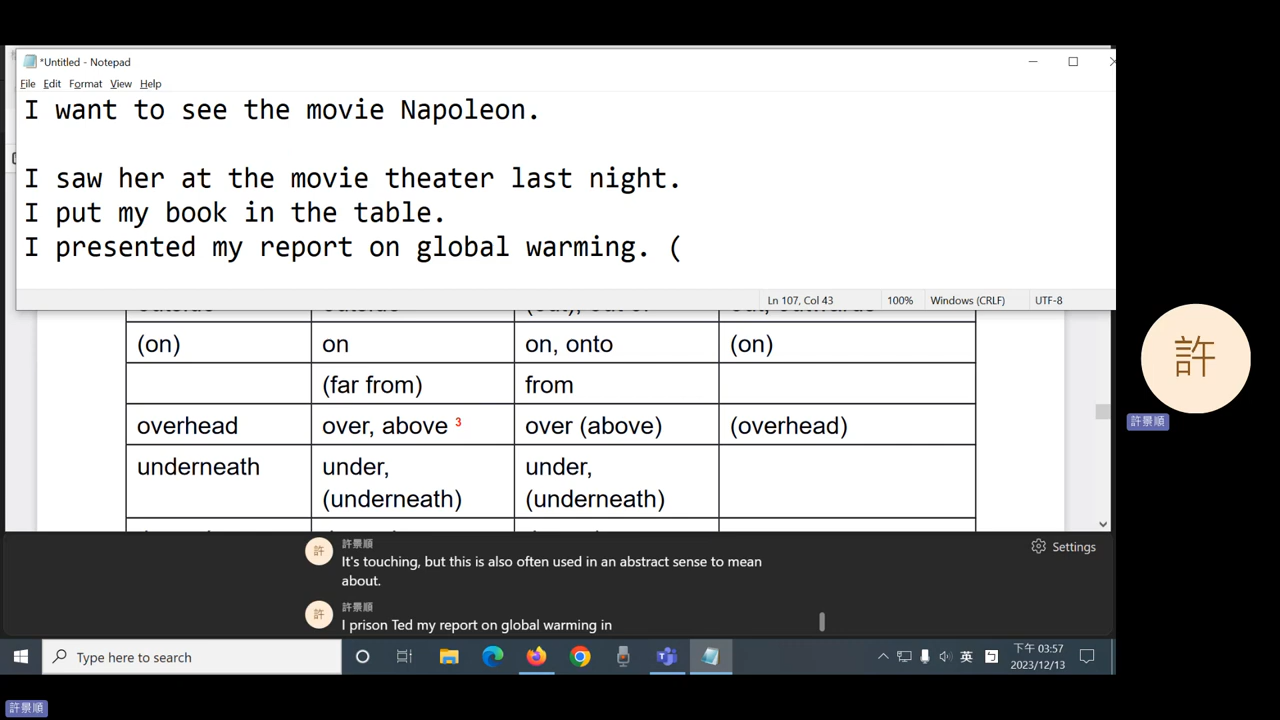 *Untitled - Notepad
File Edit Format View Help
I want to see the movie Napoleon.
I saw her at the movie theater last night.
I put my book in the table.
I presented my report on global warming. (
Ln 107, Col 43 100% Windows (CRLF) UTF-8
(on) on on, onto (on)
(far from) from
overhead over, above 3 over (above) (overhead)
underneath under, under,
(underneath) (underneath)
許 許景順
It's touching, but this is also often used in an abstract sense to mean
about.
許 許景順
I prison Ted my report on global warming in
Settings
許
許景順
Type here to search
英
下午 03:57
2023/12/13
許景順